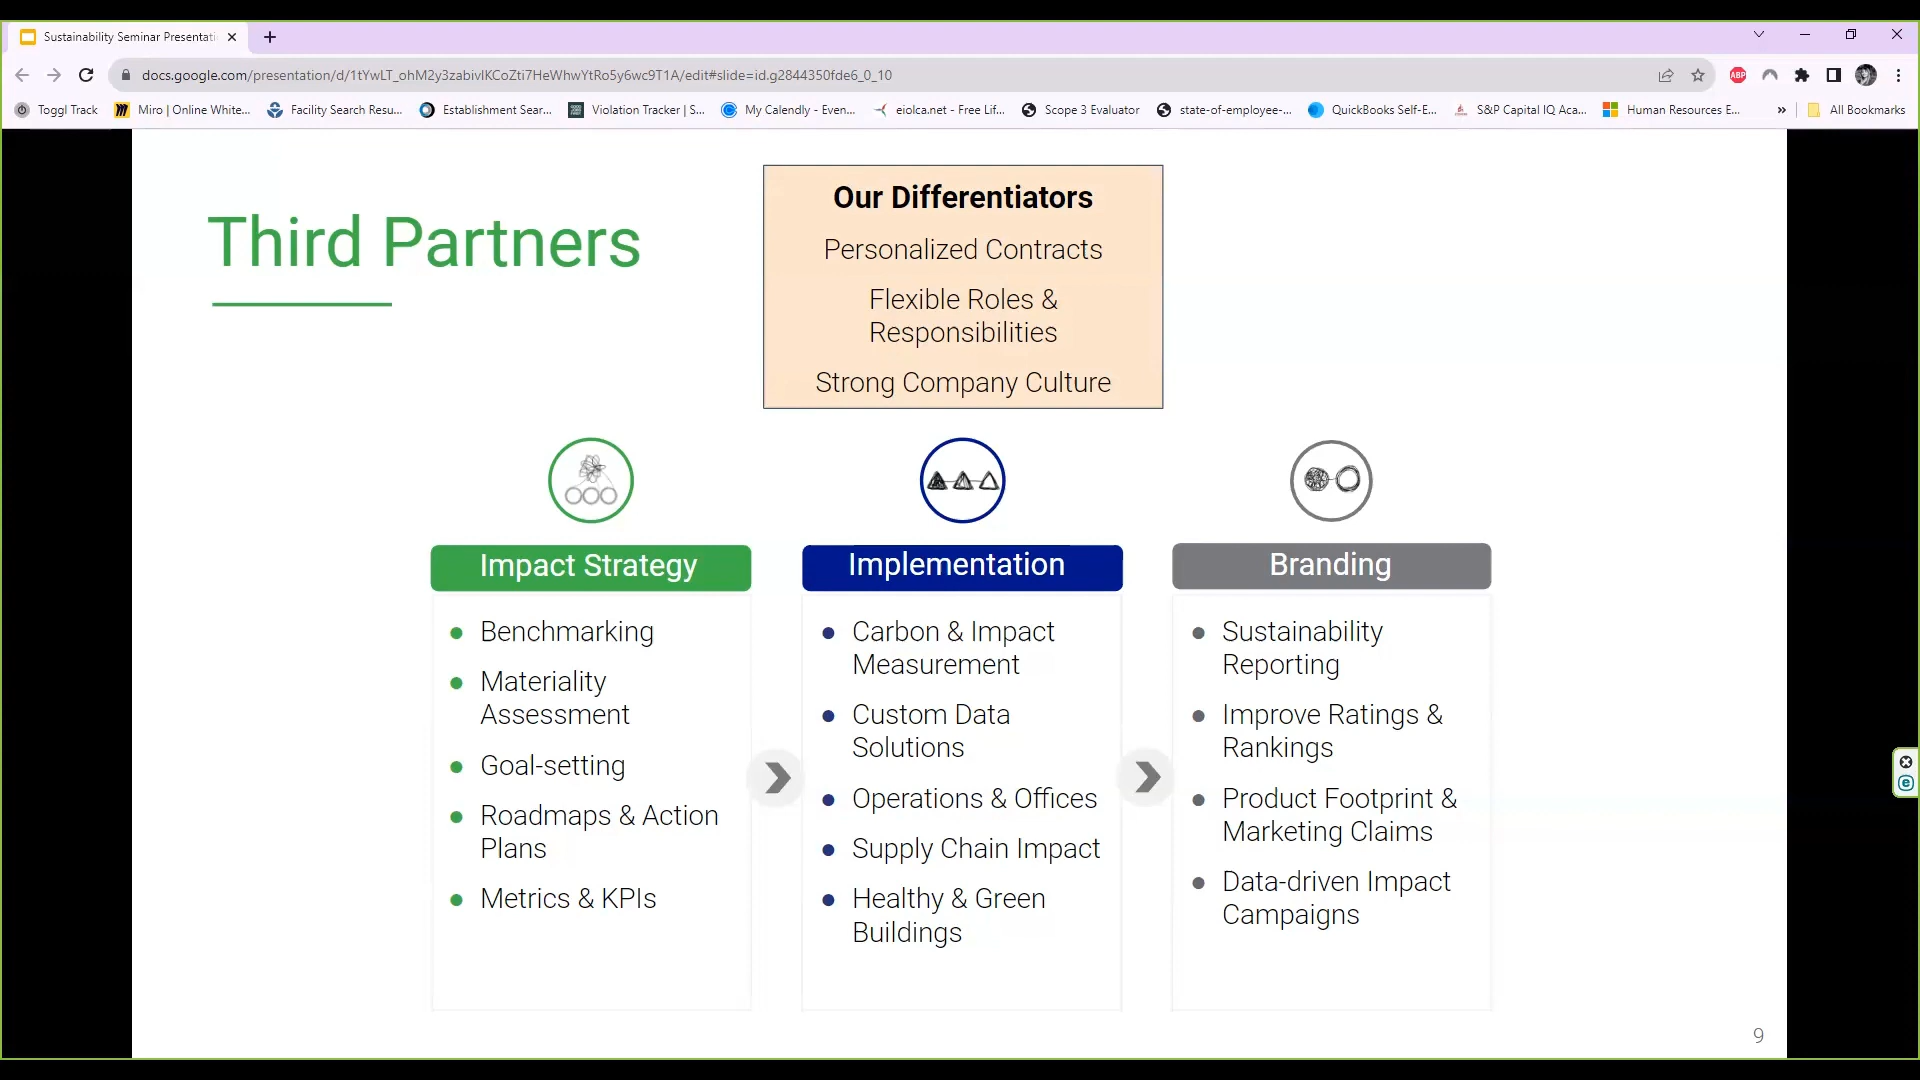 Sustainability Seminar Presentati
docs.google.com/presentation/d/1tYwLT_ohM2y3zabivIKCoZti7HeWhwYtRo5y6wc9T1A/edit#slide=id.g2844350fde6_0_10
ABP
Toggl Track
Miro | Online White...
Facility Search Resu...
Establishment Sear...
Violation Tracker | S...
My Calendly - Even...
eiolca.net - Free Lif...
Scope 3 Evaluator
state-of-employee-...
QuickBooks Self-E...
S&P Capital IQ Aca...
Human Resources E...
All Bookmarks
Third Partners
Our Differentiators
Personalized Contracts
Flexible Roles &
Responsibilities
Strong Company Culture
Impact Strategy
Benchmarking
Materiality
Assessment
Goal-setting
Roadmaps & Action
Plans
Metrics & KPIs
Implementation
Carbon & Impact
Measurement
Custom Data
Solutions
Operations & Offices
Supply Chain Impact
Healthy & Green
Buildings
Branding
Sustainability
Reporting
Improve Ratings &
Rankings
Product Footprint &
Marketing Claims
Data-driven Impact
Campaigns
9